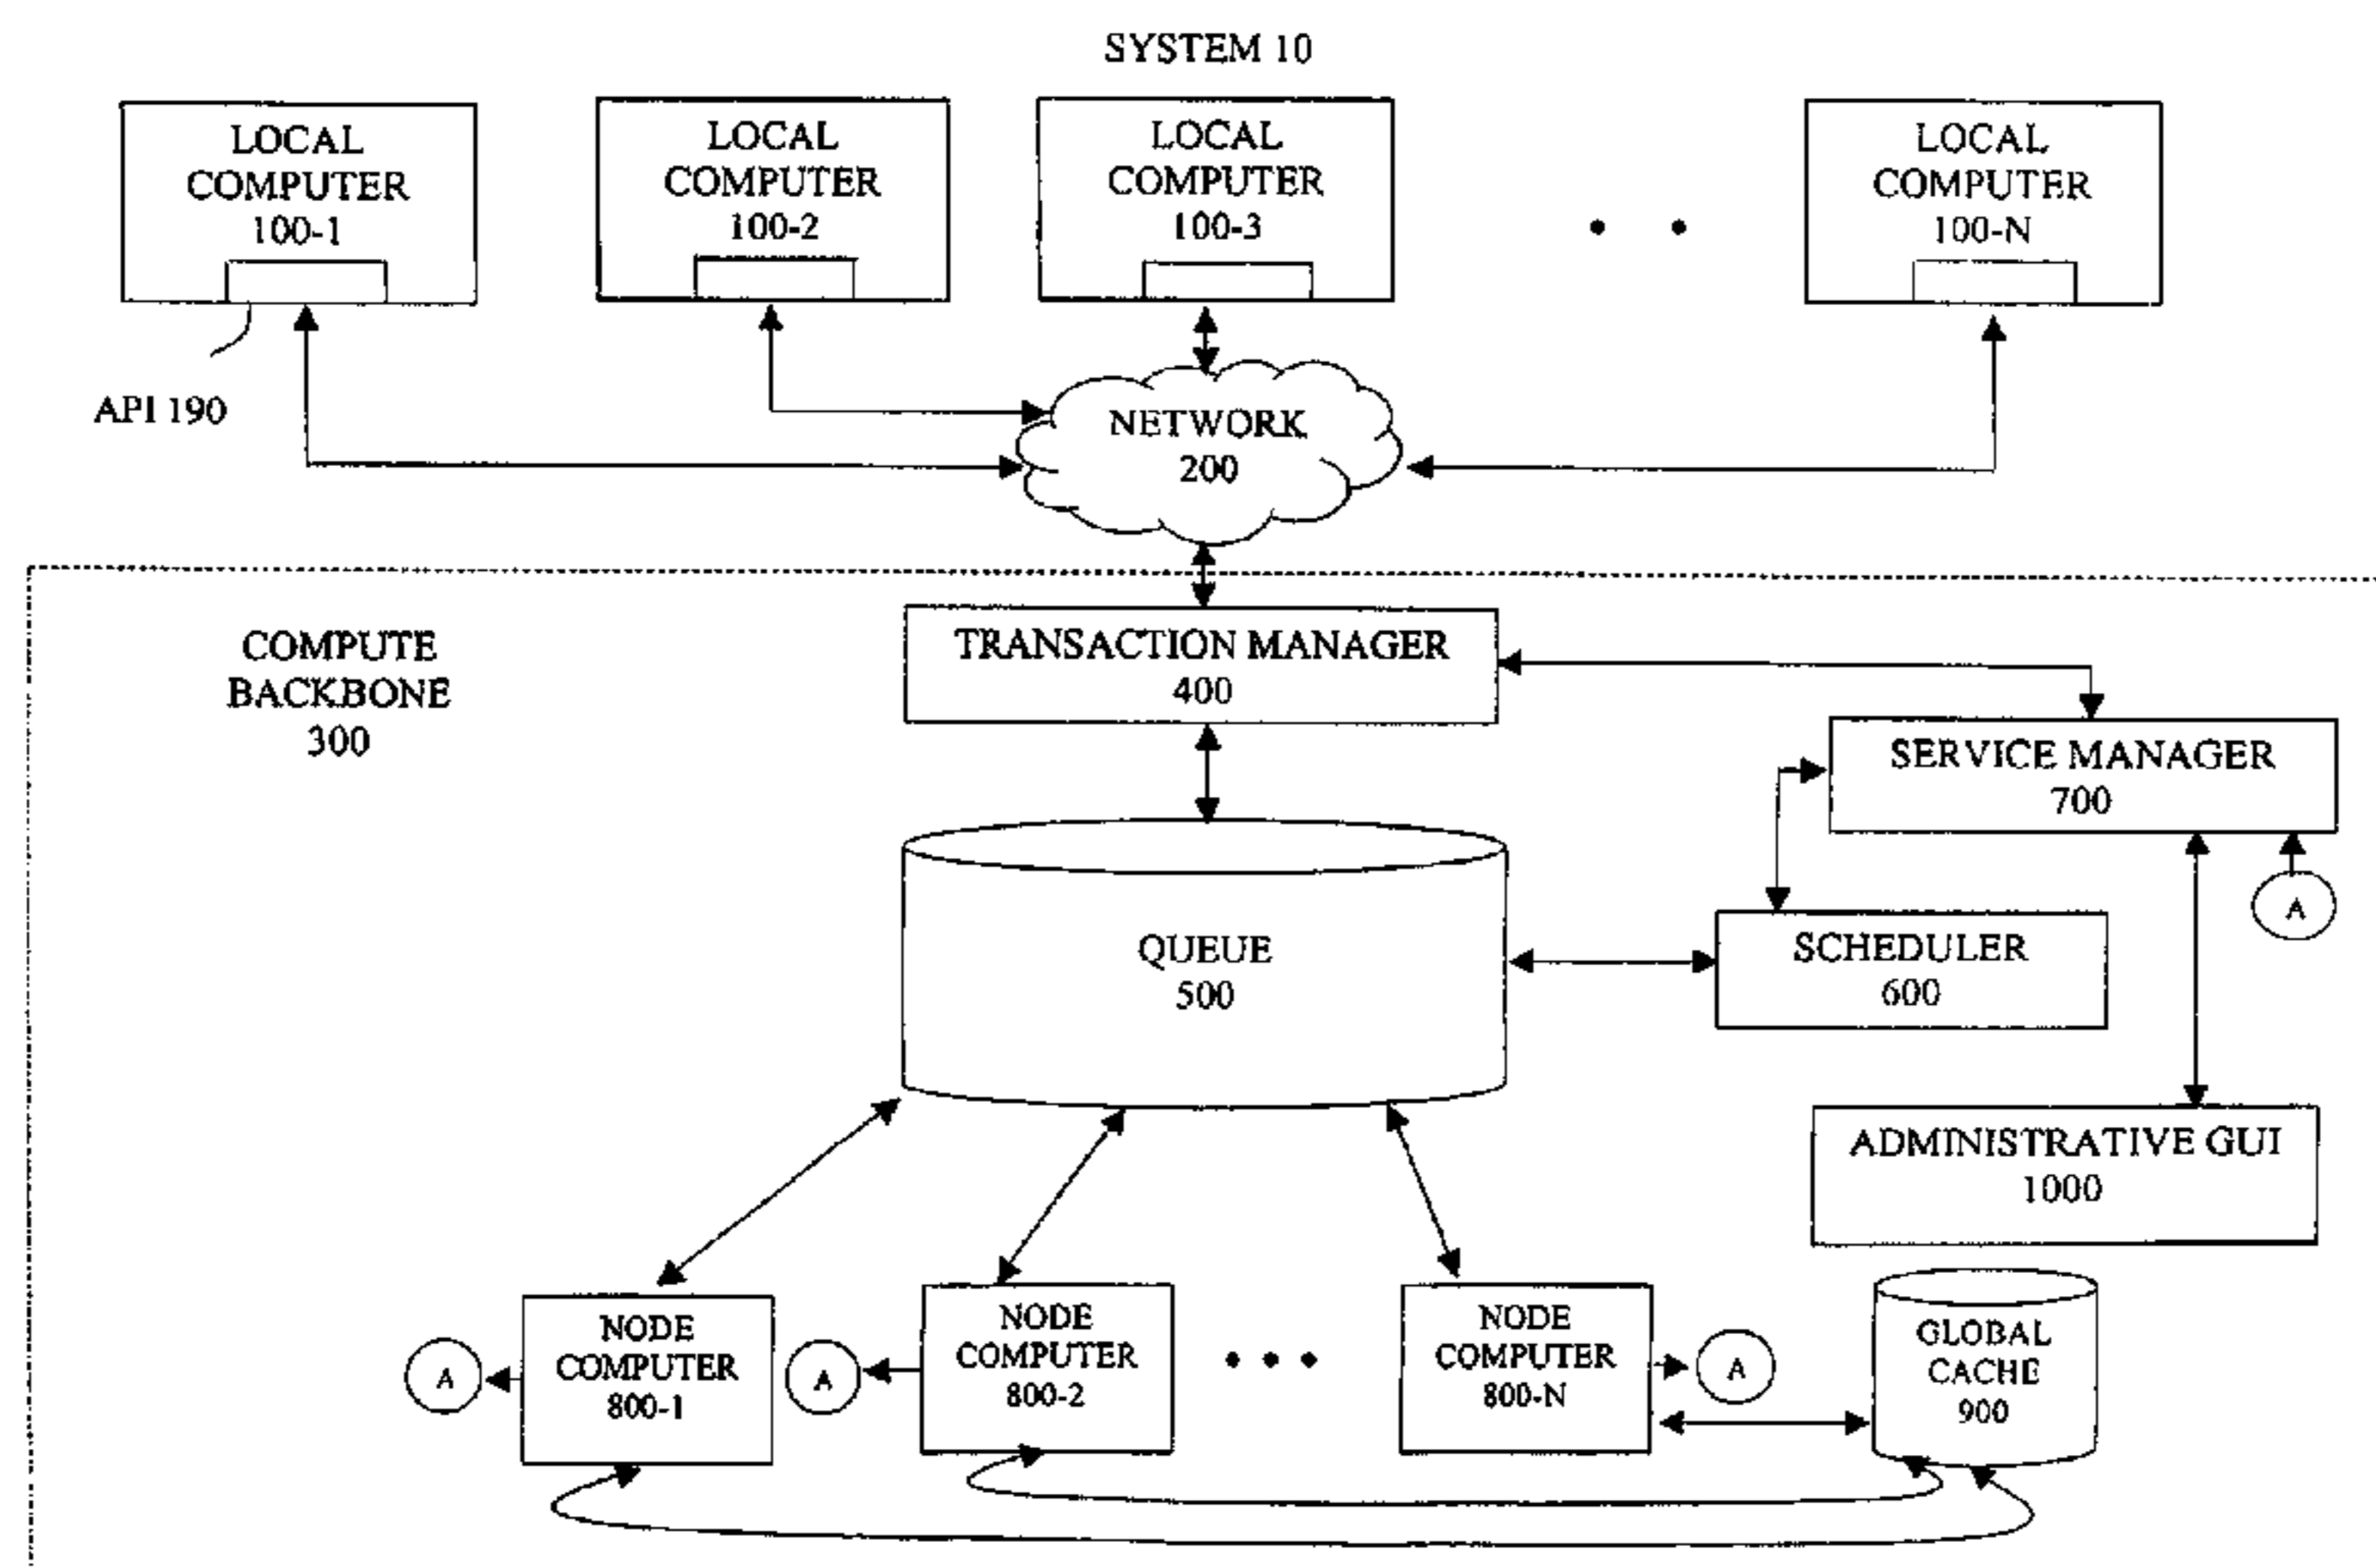 SYSTEM 10
LOCAL
COMPUTER
100-1
LOCAL
COMPUTER
100-2
LOCAL
COMPUTER
100-3
LOCAL
COMPUTER
100-N
API 190
NETWORK
200
COMPUTE
BACKBONE
300
TRANSACTION MANAGER
400
SERVICE MANAGER
700
A
QUEUE
500
SCHEDULER
600
ADMINISTRATIVE GUI
1000
A
NODE
COMPUTER
800-1
A
NODE
COMPUTER
800-2
NODE
COMPUTER
800-N
A
GLOBAL
CACHE
900